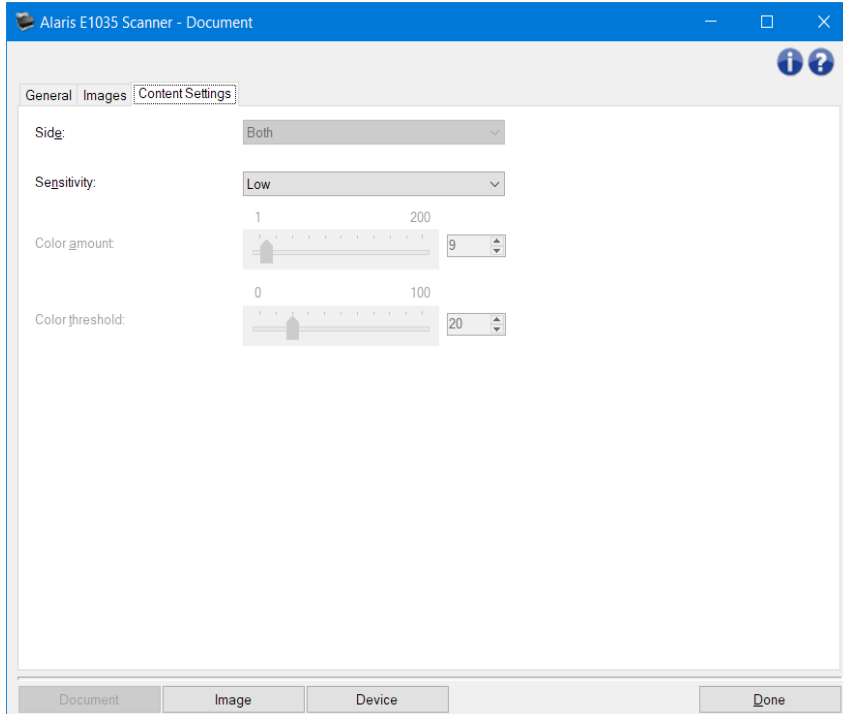 Alaris E1035 Scanner - Document
General Images Content Settings
Side: Both
Sensitivity: Low
1 200
Color amount: 9
0 100
Color threshold: 20
Document Image Device Done